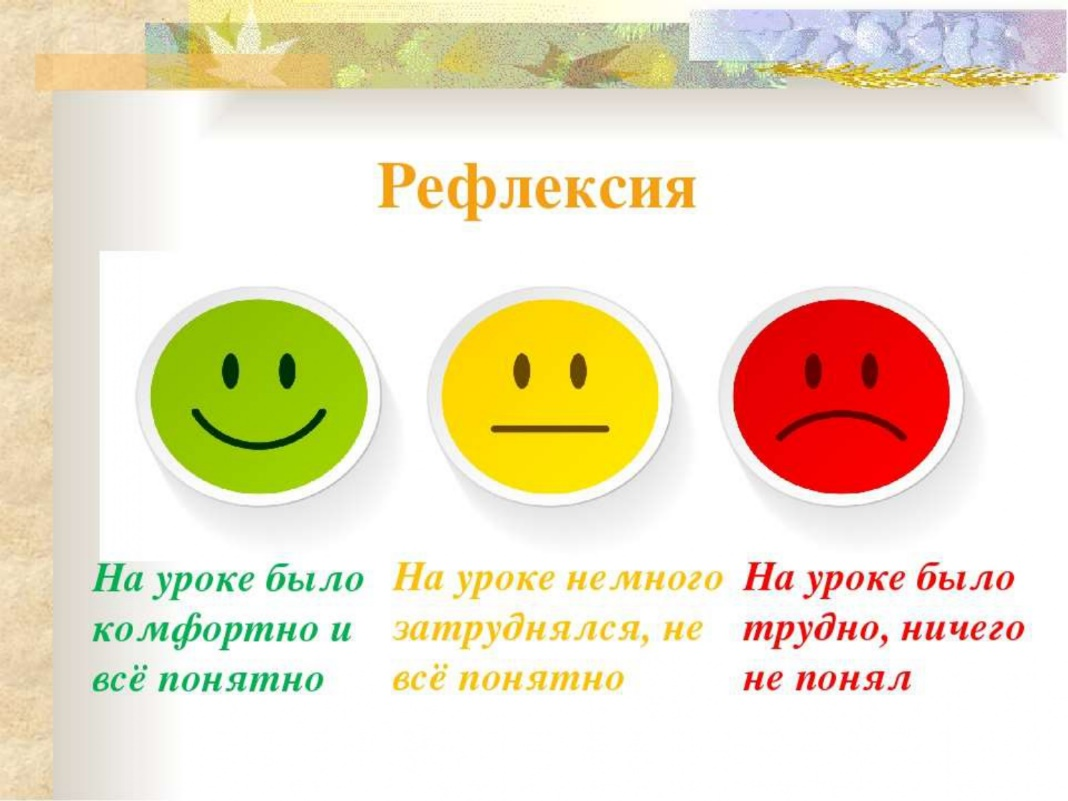 Рефлексия
На уроке было
комфортно и
всё понятно
На уроке немного
затруднялся, не
всё понятно
На уроке было
трудно, ничего
не понял